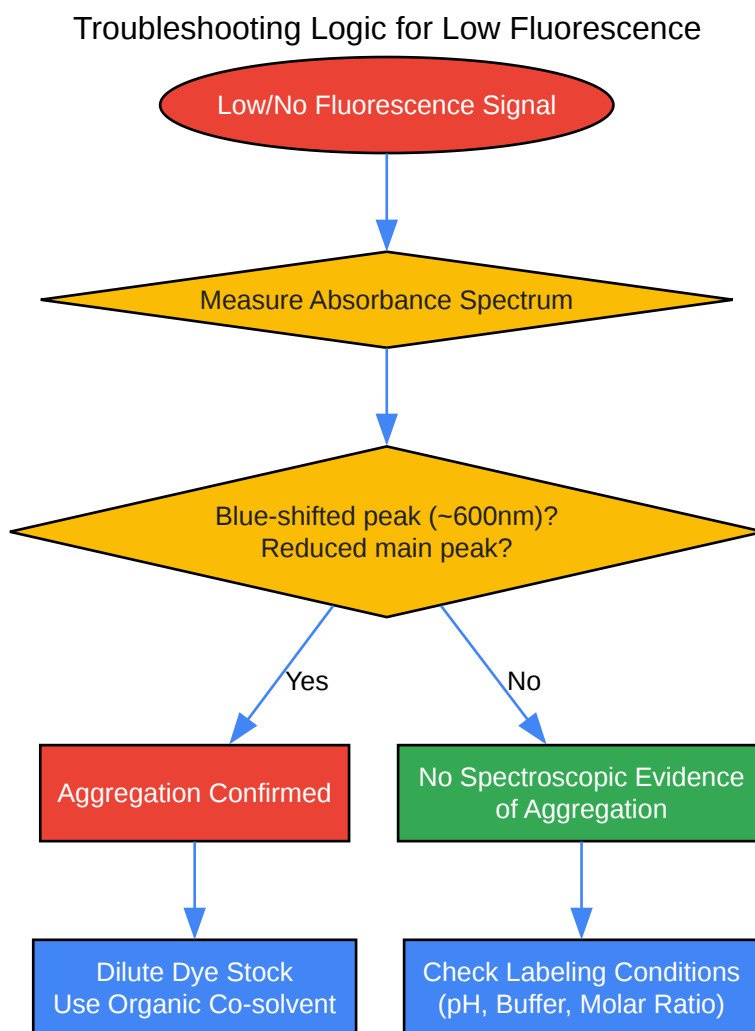 Troubleshooting Logic for Low Fluorescence
Low/No Fluorescence Signal
Measure Absorbance Spectrum
Blue-shifted peak (~600nm)?
Reduced main peak?
Yes
No
Aggregation Confirmed
No Spectroscopic Evidence
of Aggregation
Dilute Dye Stock
Use Organic Co-solvent
Check Labeling Conditions
(pH, Buffer, Molar Ratio)